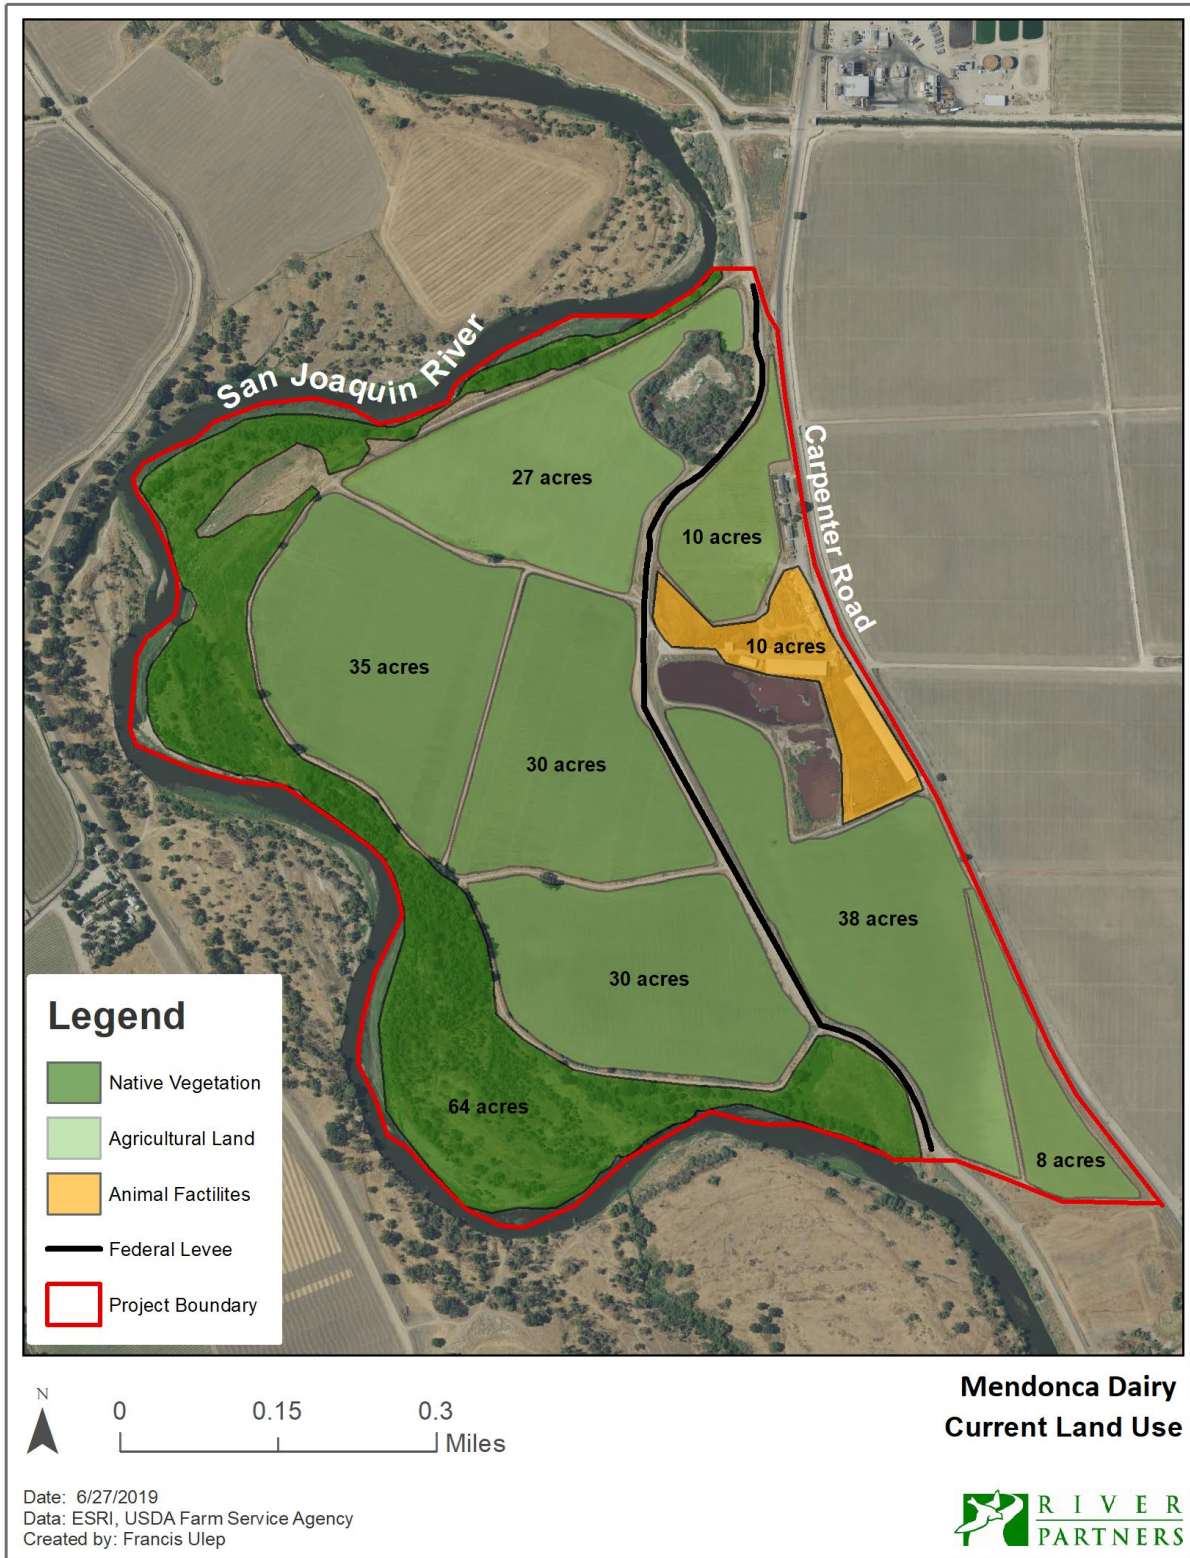 San Joaquin River
Carpenter Road
27 acres
10 acres
10 acres
35 acres
30 acres
38 acres
30 acres
64 acres
8 acres
Legend
Native Vegetation
Agricultural Land
Animal Factilites
Federal Levee
Project Boundary
N
0 0.15 0.3
Miles
Mendonca Dairy
Current Land Use
Date: 6/27/2019
Data: ESRI, USDA Farm Service Agency
Created by: Francis Ulep
RIVER
PARTNERS